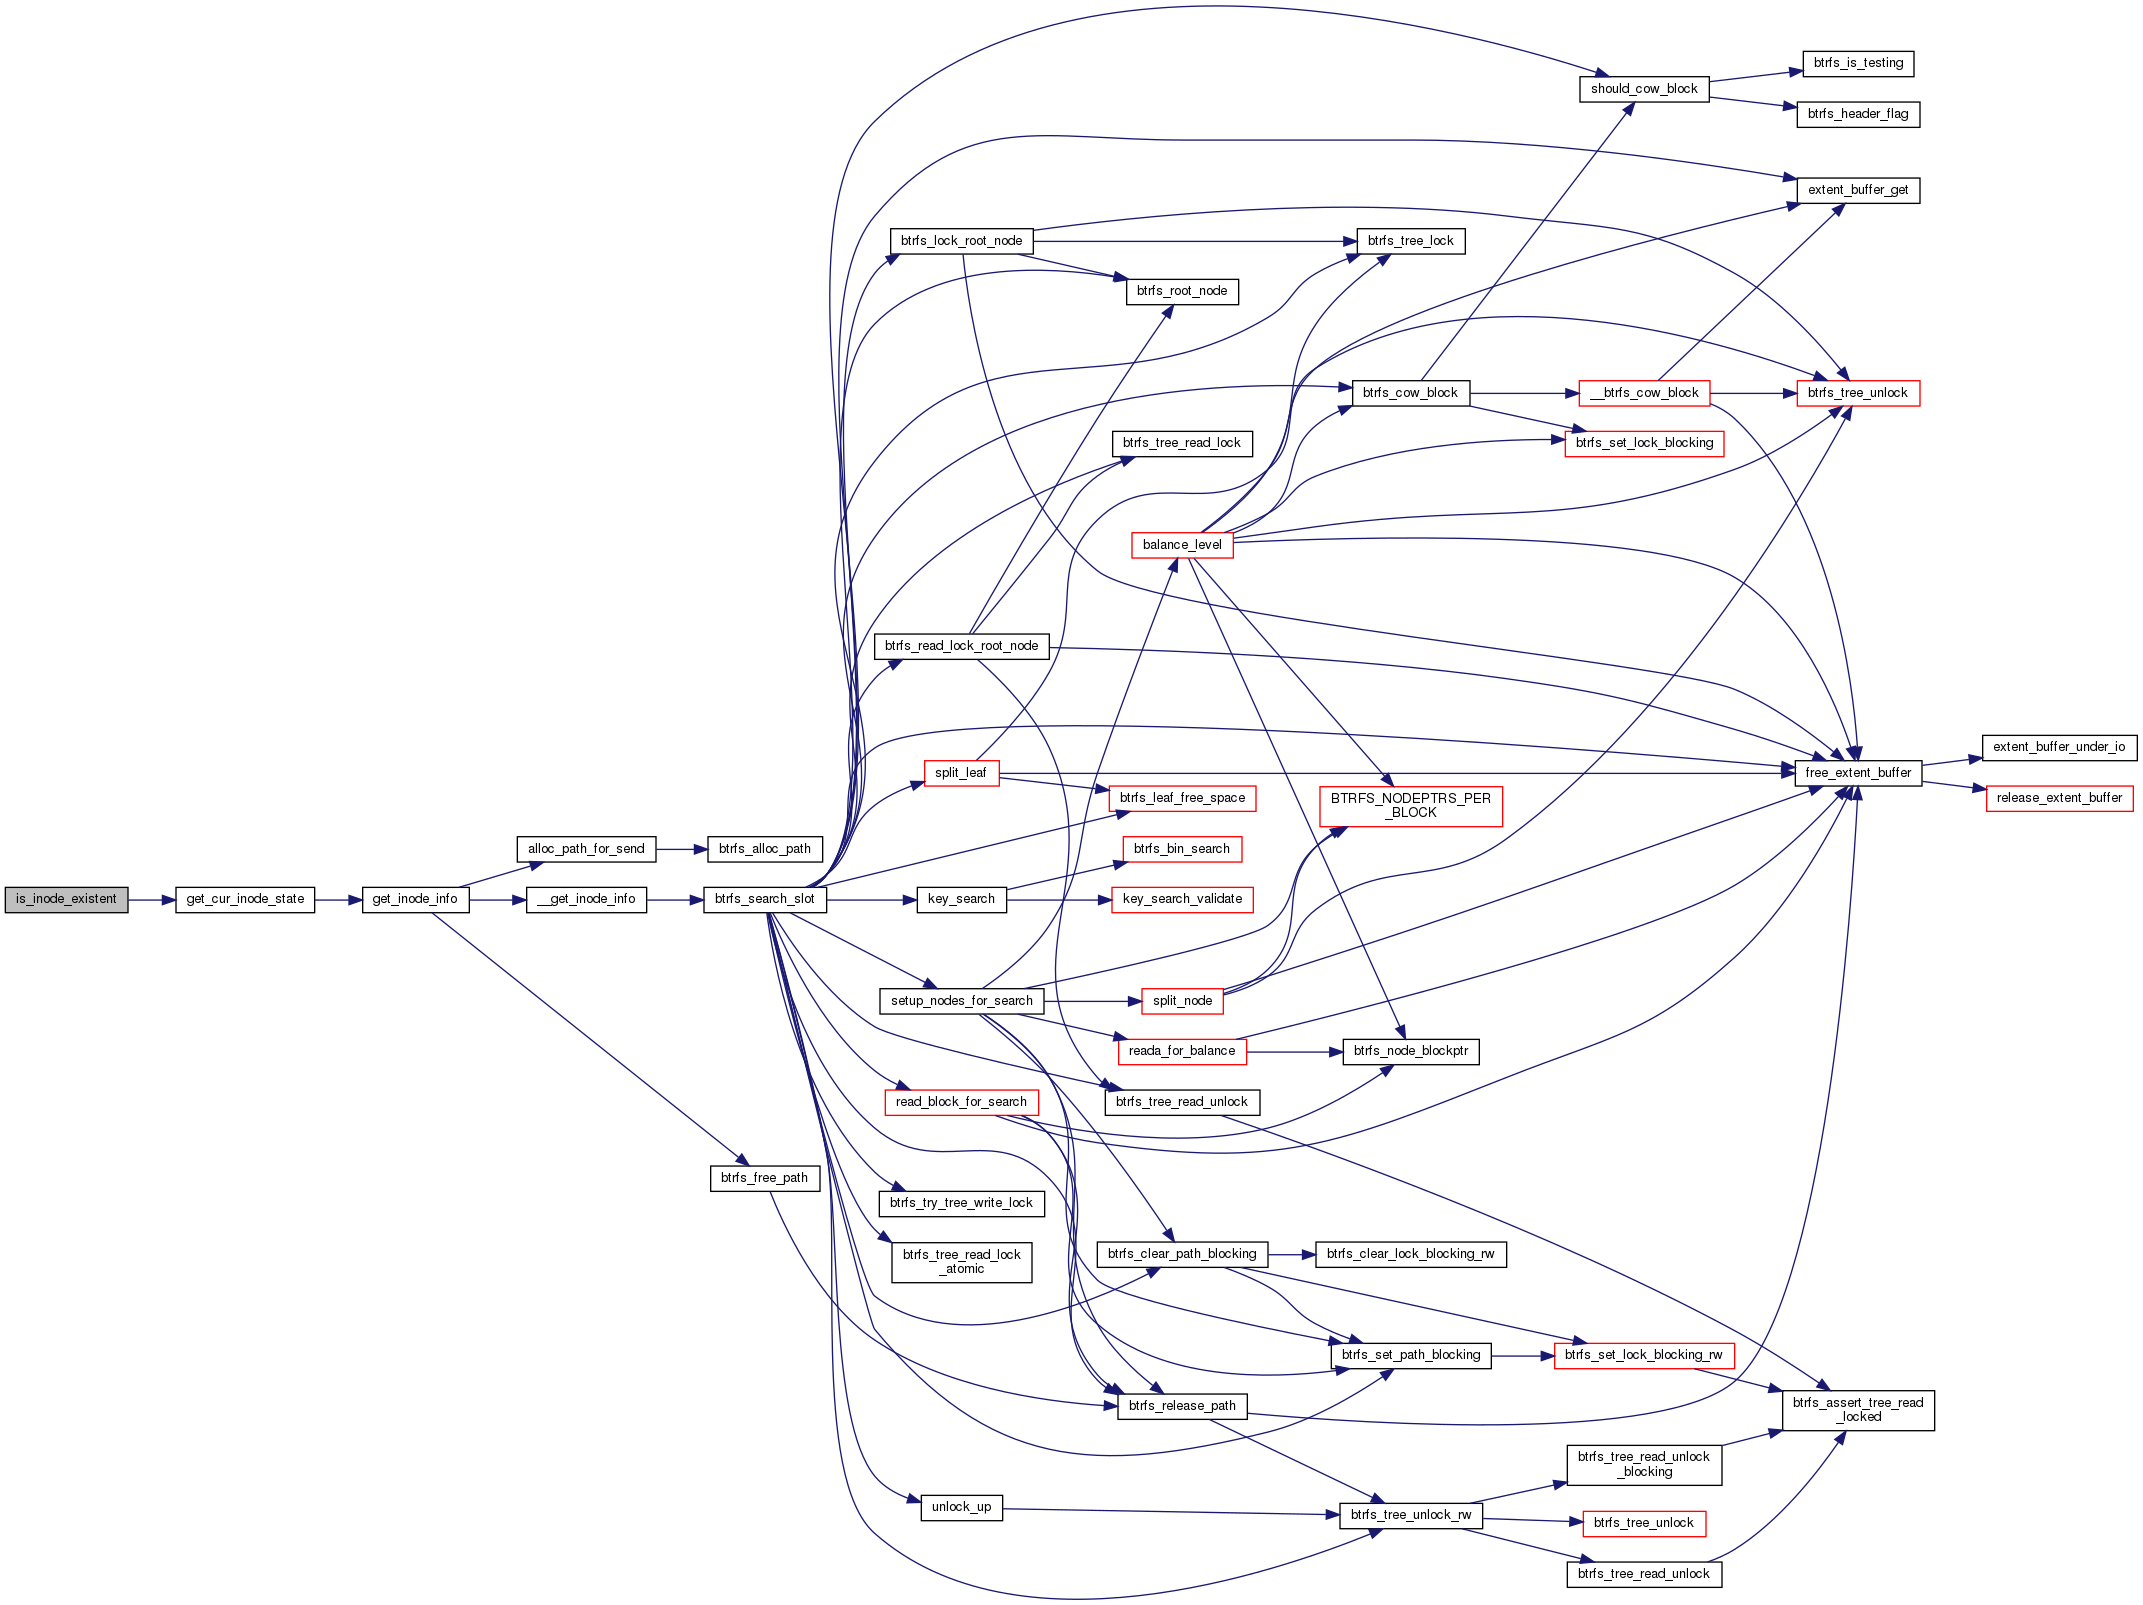 is_inode_existent
get_cur_inode_state
get_inode_info
alloc_path_for_send
__get_inode_info
btrfs_free_path
btrfs_alloc_path
btrfs_search_slot
btrfs_lock_root_node
btrfs_read_lock_root_node
split_leaf
key_search
setup_nodes_for_search
read_block_for_search
btrfs_try_tree_write_lock
btrfs_tree_read_lock
_atomic
unlock_up
btrfs_root_node
btrfs_tree_read_lock
balance_level
btrfs_leaf_free_space
btrfs_bin_search
key_search_validate
split_node
reada_for_balance
btrfs_tree_read_unlock
btrfs_clear_path_blocking
btrfs_release_path
btrfs_tree_lock
btrfs_cow_block
BTRFS_NODEPTRS_PER
_BLOCK
btrfs_node_blockptr
btrfs_clear_lock_blocking_rw
btrfs_set_path_blocking
btrfs_tree_unlock_rw
should_cow_block
__btrfs_cow_block
btrfs_set_lock_blocking
btrfs_set_lock_blocking_rw
btrfs_tree_read_unlock
_blocking
btrfs_tree_unlock
btrfs_tree_read_unlock
btrfs_is_testing
btrfs_header_flag
extent_buffer_get
btrfs_tree_unlock
free_extent_buffer
btrfs_assert_tree_read
_locked
extent_buffer_under_io
release_extent_buffer